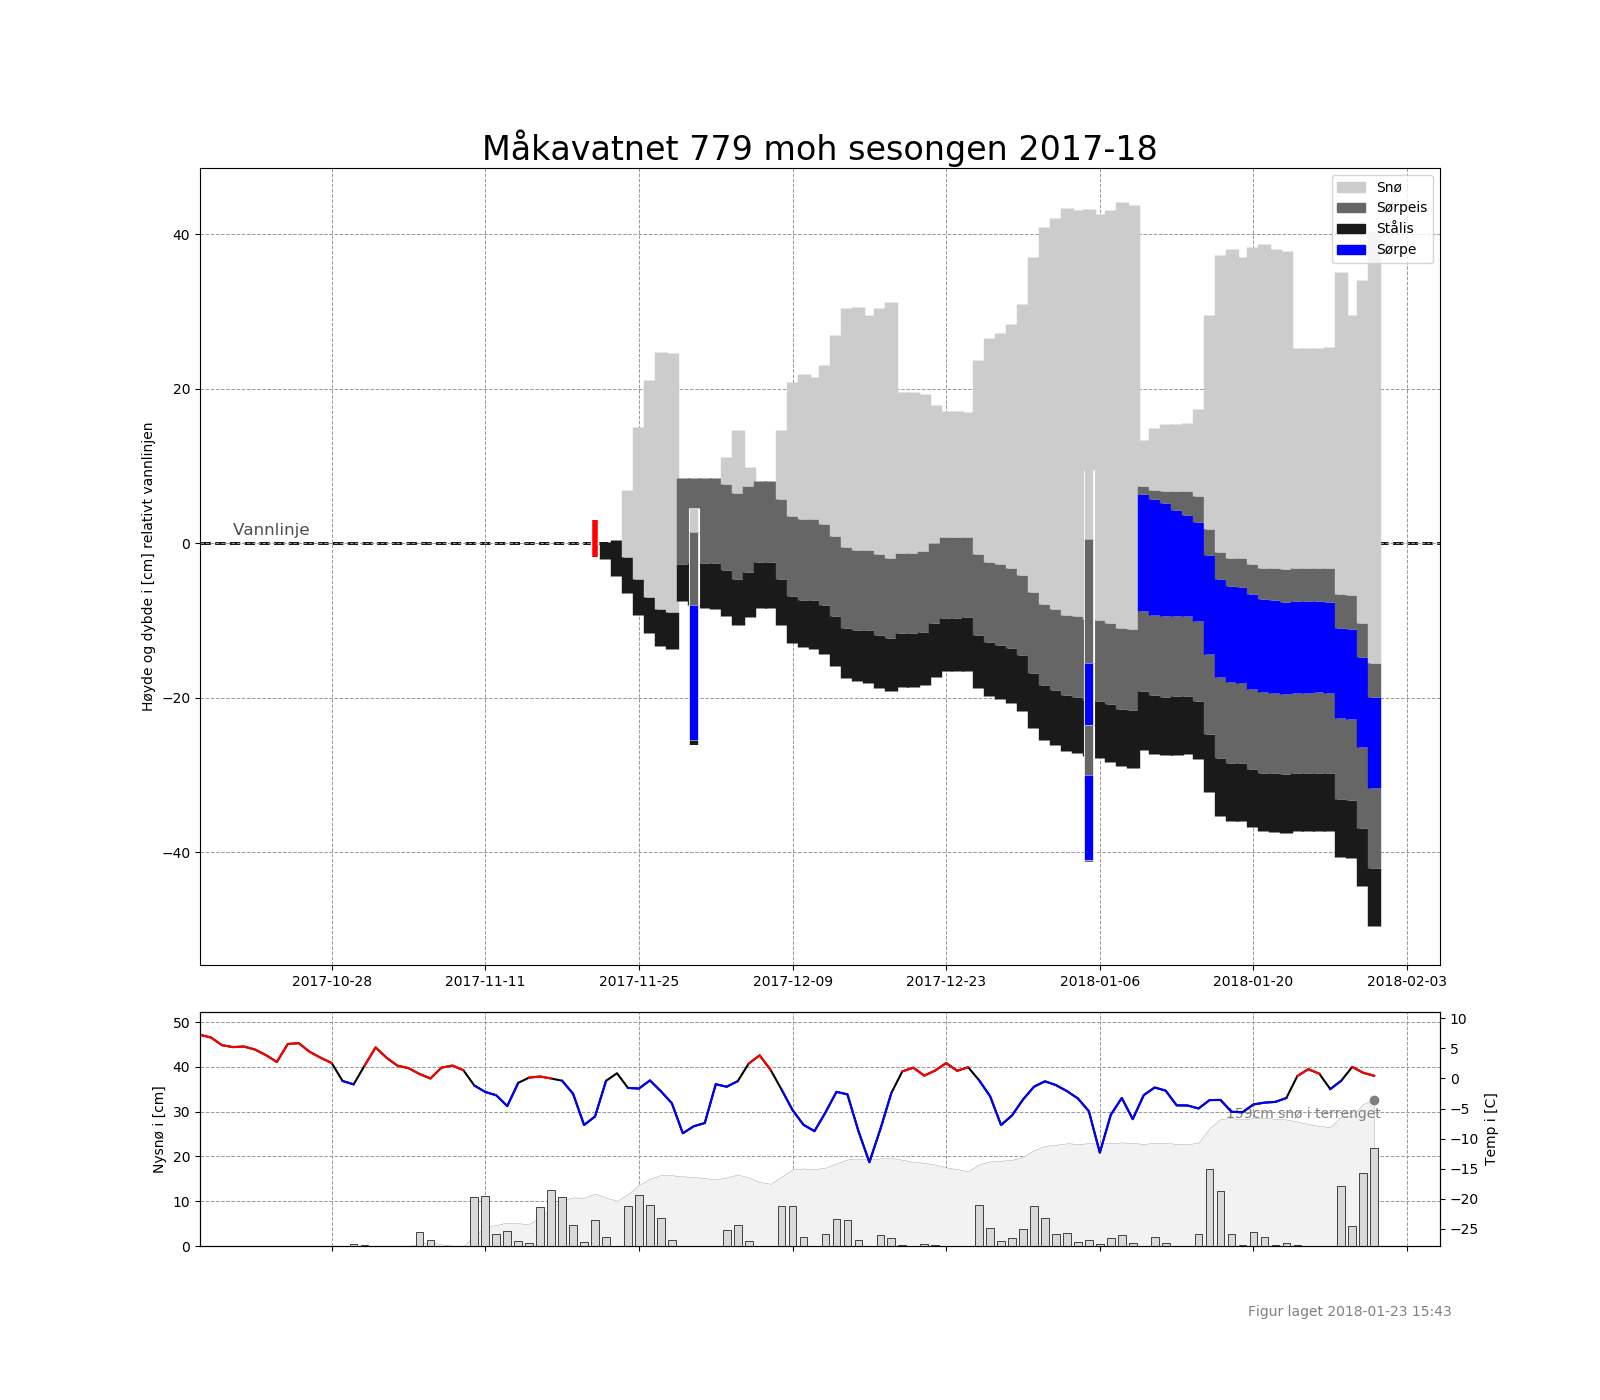 Måkavatnet 779 moh sesongen 2017-18
Høyde og dybde i [cm] relativt vannlinjen
40
20
0
−20
−40
Vannlinje
Snø
Sørpeis
Stålis
Sørpe
2017-10-28 2017-11-11 2017-11-25 2017-12-09 2017-12-23 2018-01-06 2018-01-20 2018-02-03
Nysnø i [cm]
50
40
30
20
10
0
159cm snø i terrenget
10
5
0
−5
−10
−15
−20
−25
Temp i [C]
Figur laget 2018-01-23 15:43